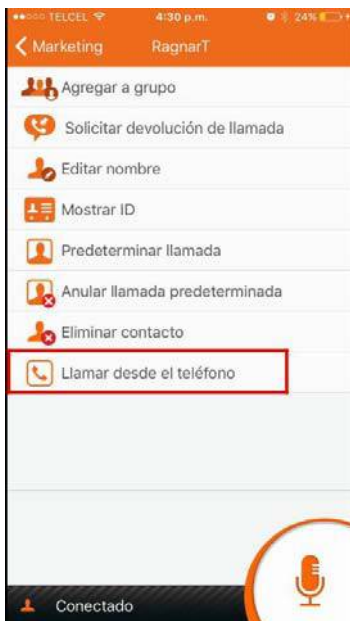 TELCEL 4:30 p.m. 24%
Marketing RagnarT
Agregar a grupo
Solicitar devolución de llamada
Editar nombre
Mostrar ID
Predeterminar llamada
Anular llamada predeterminada
Eliminar contacto
Llamar desde el teléfono
Conectado